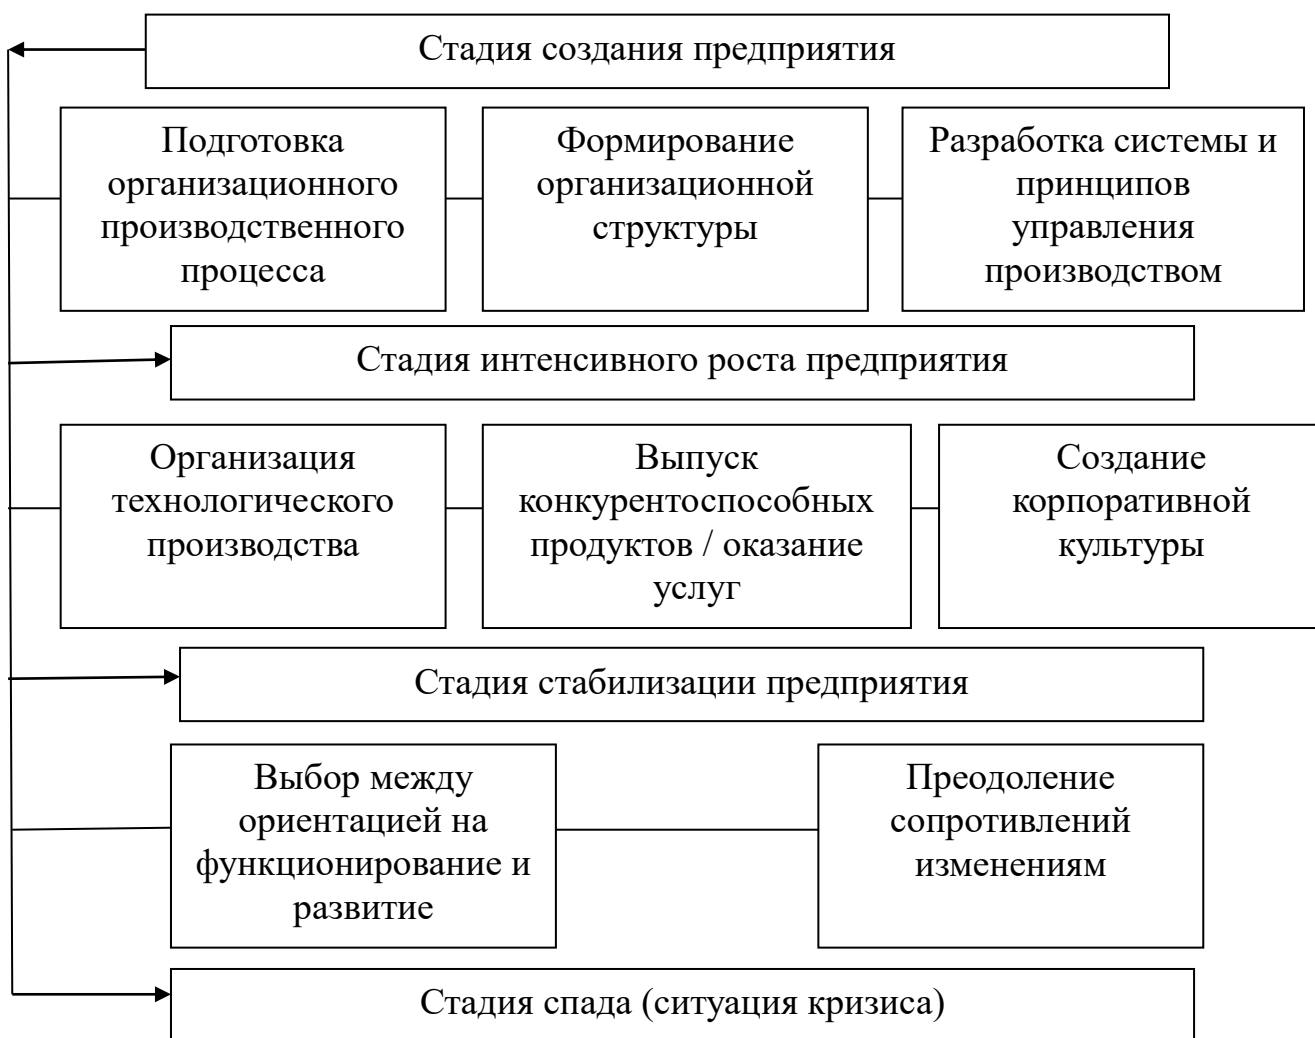 Стадия создания предприятия
Подготовка
организационного
производственного
процесса
Формирование
организационной
структуры
Разработка системы и
принципов
управления
производством
Стадия интенсивного роста предприятия
Организация
технологического
производства
Выпуск
конкурентоспособных
продуктов / оказание
услуг
Создание
корпоративной
культуры
Стадия стабилизации предприятия
Выбор между
ориентацией на
функционирование и
развитие
Преодоление
сопротивлений
изменениям
Стадия спада (ситуация кризиса)